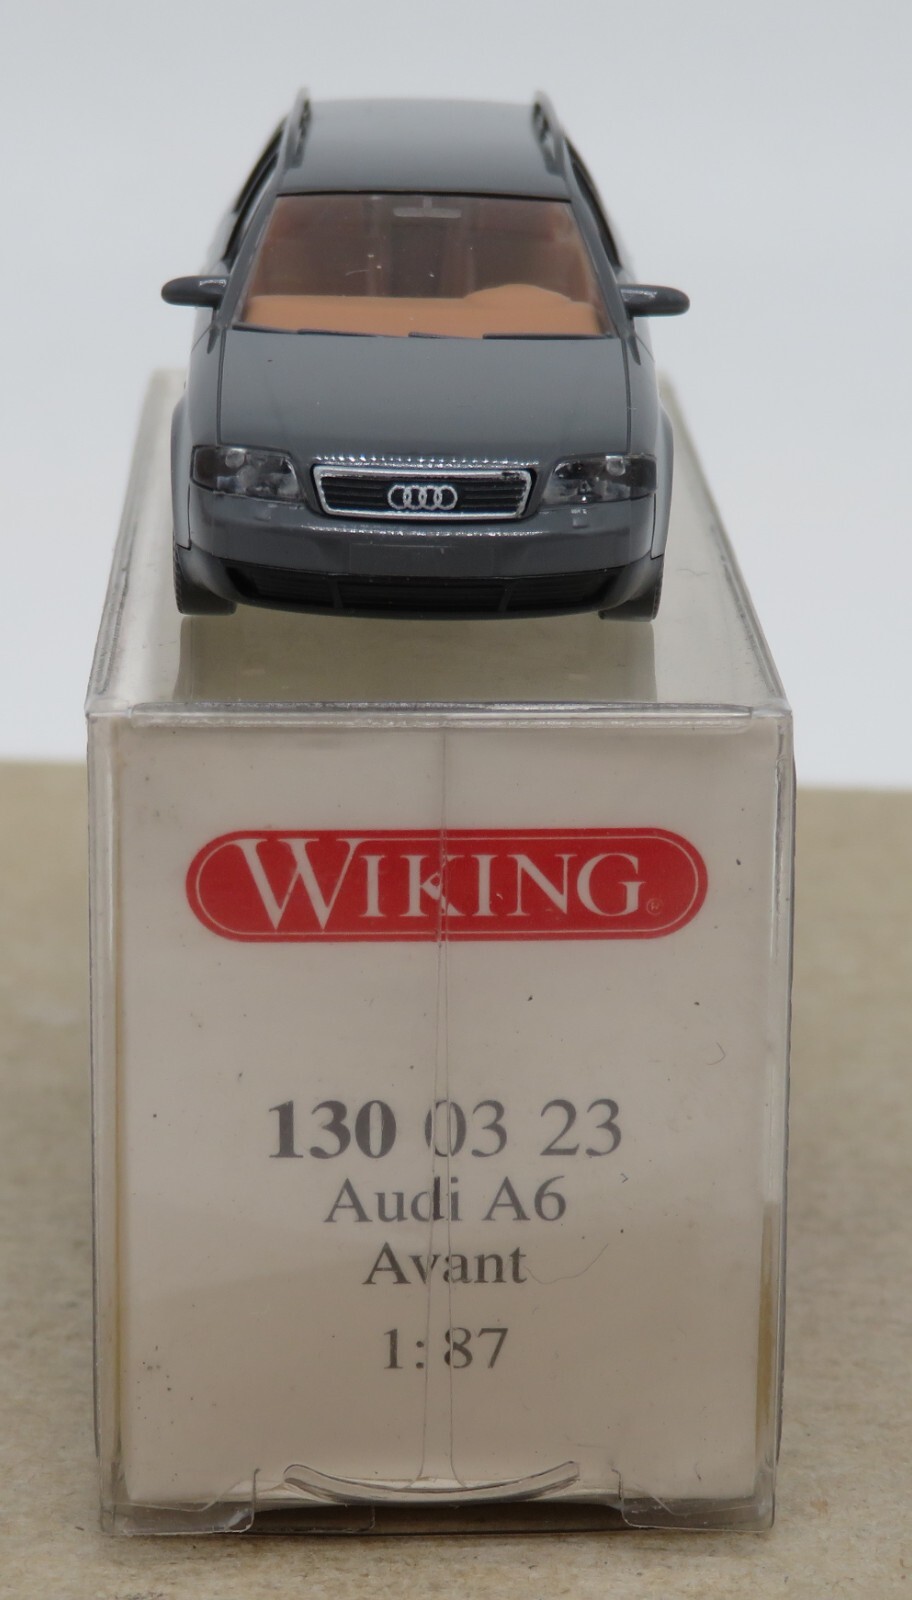 WIKING ®
130 03 23
Audi A6
Avant
1:87